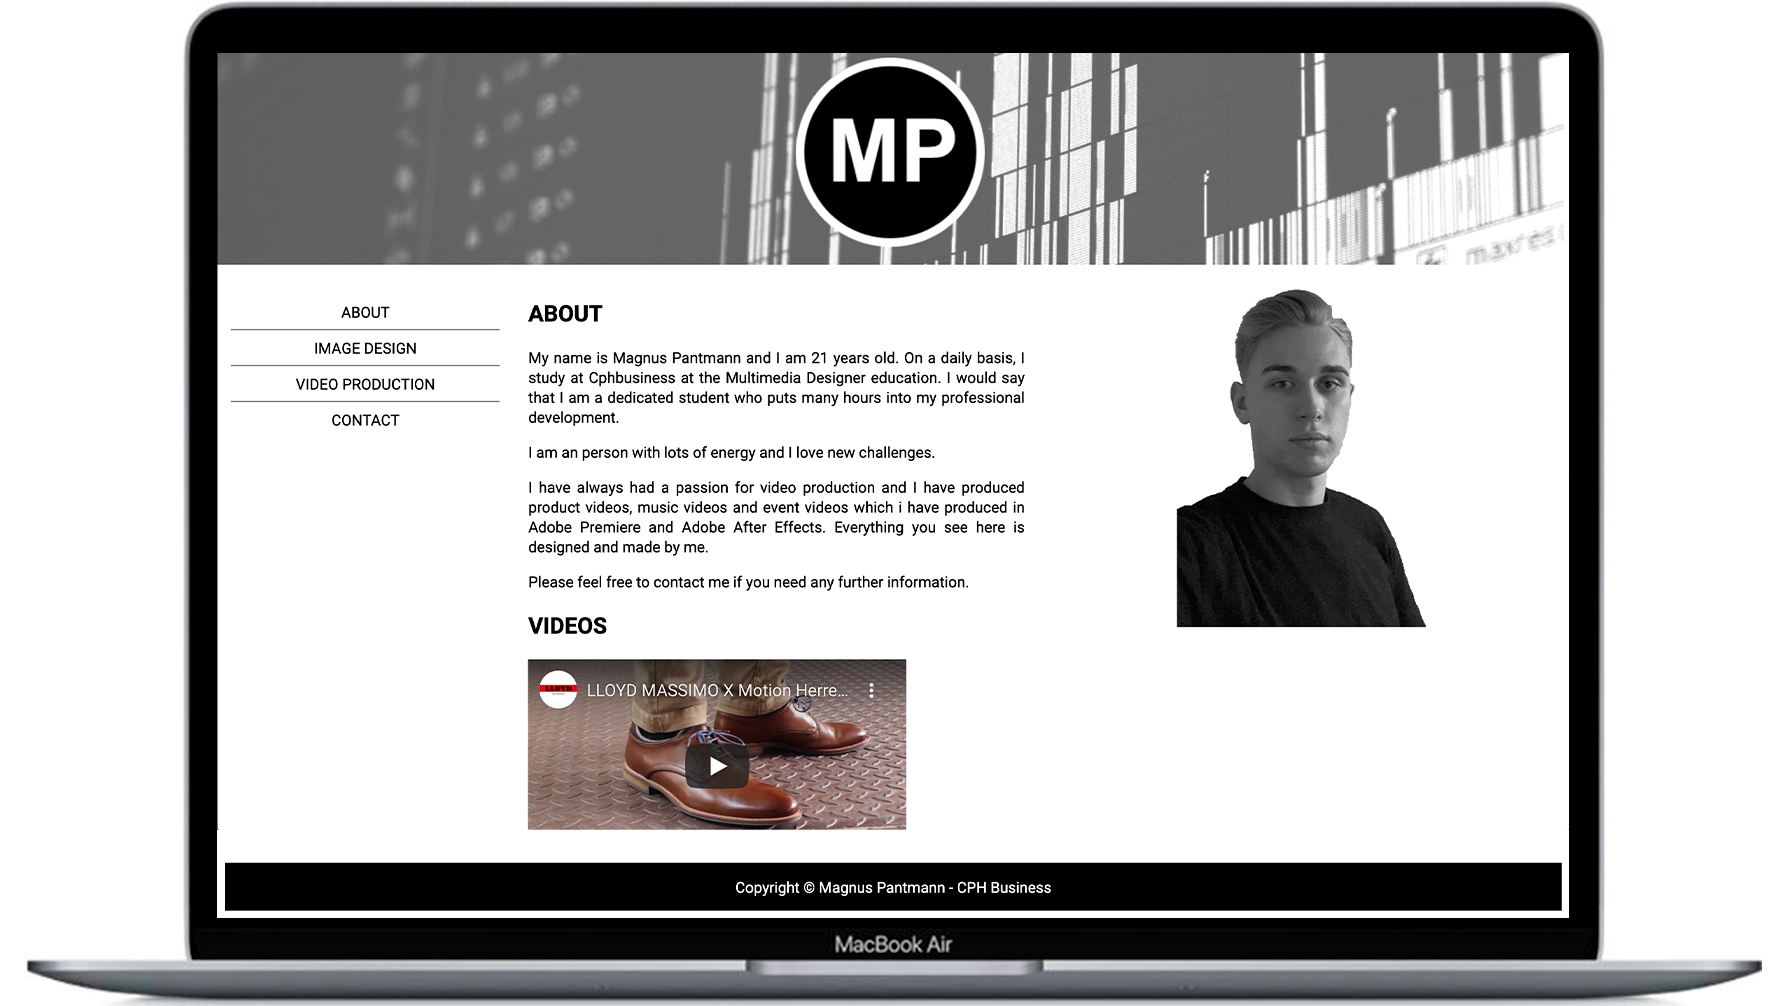 MP
maxres
ABOUT
IMAGE DESIGN
VIDEO PRODUCTION
CONTACT
ABOUT
My name is Magnus Pantmann and I am 21 years old. On a daily basis, I
study at Cphbusiness at the Multimedia Designer education. I would say
that I am a dedicated student who puts many hours into my professional
development.
I am an person with lots of energy and I love new challenges.
I have always had a passion for video production and I have produced
product videos, music videos and event videos which i have produced in
Adobe Premiere and Adobe After Effects. Everything you see here is
designed and made by me.
Please feel free to contact me if you need any further information.
VIDEOS
LLOYD
LLOYD MASSIMO X Motion Herre...
Copyright © Magnus Pantmann - CPH Business
MacBook Air